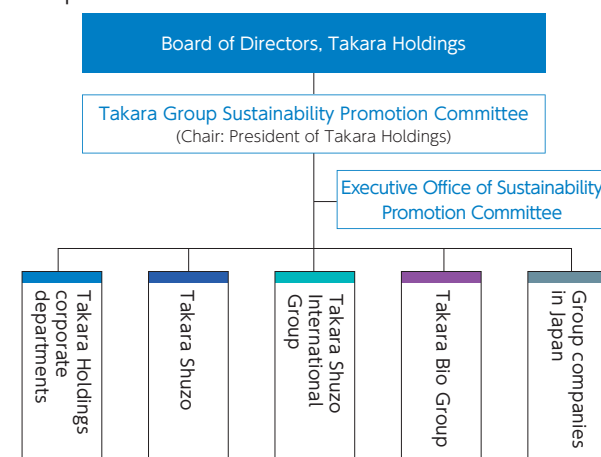 Board of Directors, Takara Holdings
Takara Group Sustainability Promotion Committee
(Chair: President of Takara Holdings)
Executive Office of Sustainability
Promotion Committee
Takara Holdings
corporate
departments
Takara Shuzo
Takara Shuzo
International
Group
Takara Bio Group
Group companies
in Japan